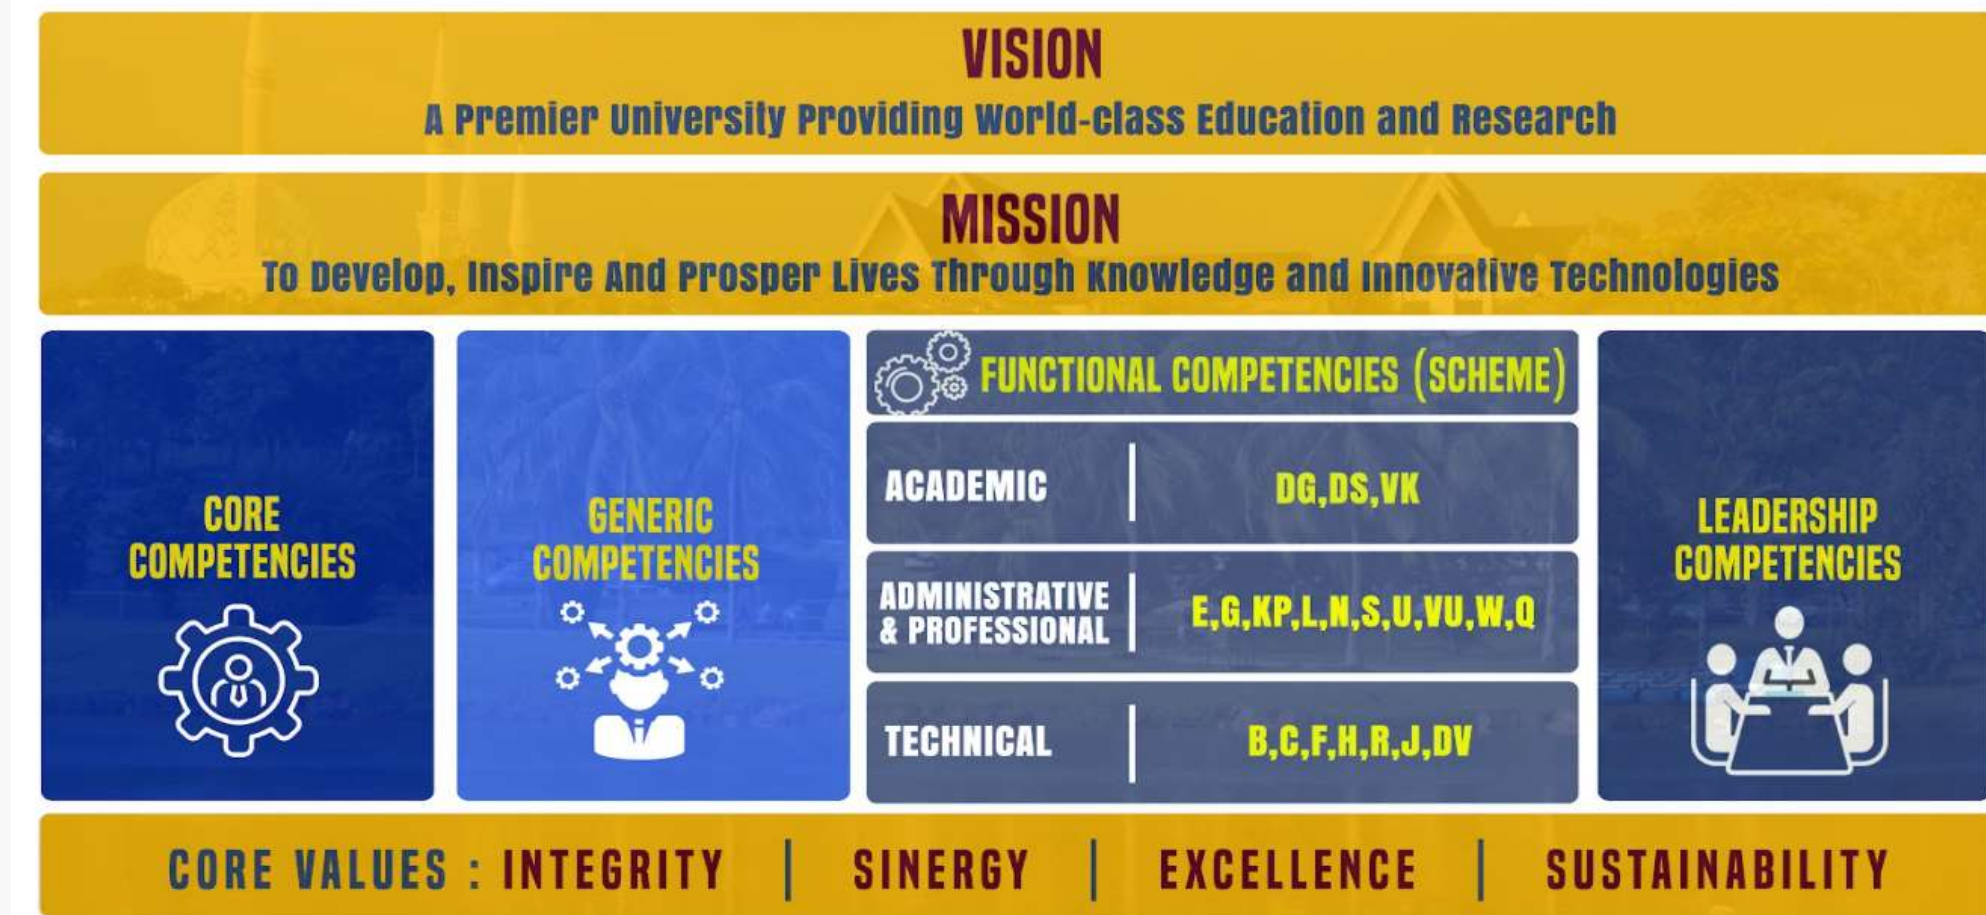 VISION
A Premier University Providing World-class Education and Research
MISSION
To Develop, Inspire And Prosper Lives Through Knowledge and Innovative Technologies
CORE
COMPETENCIES
GENERIC
COMPETENCIES
FUNCTIONAL COMPETENCIES (SCHEME)
ACADEMIC
DG,DS,VK
ADMINISTRATIVE
& PROFESSIONAL
E,G,KP,L,N,S,U,VU,W,Q
TECHNICAL
B,C,F,H,R,J,DV
LEADERSHIP
COMPETENCIES
CORE VALUES : INTEGRITY | SINERGY | EXCELLENCE | SUSTAINABILITY